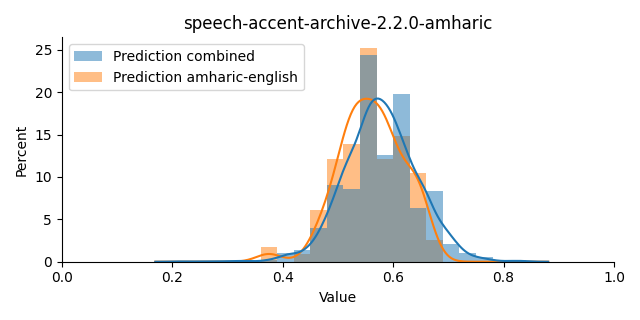 speech-accent-archive-2.2.0-amharic
Prediction combined
Prediction amharic-english
Percent
25
20
15
10
5
0
0.0 0.2 0.4 0.6 0.8 1.0
Value